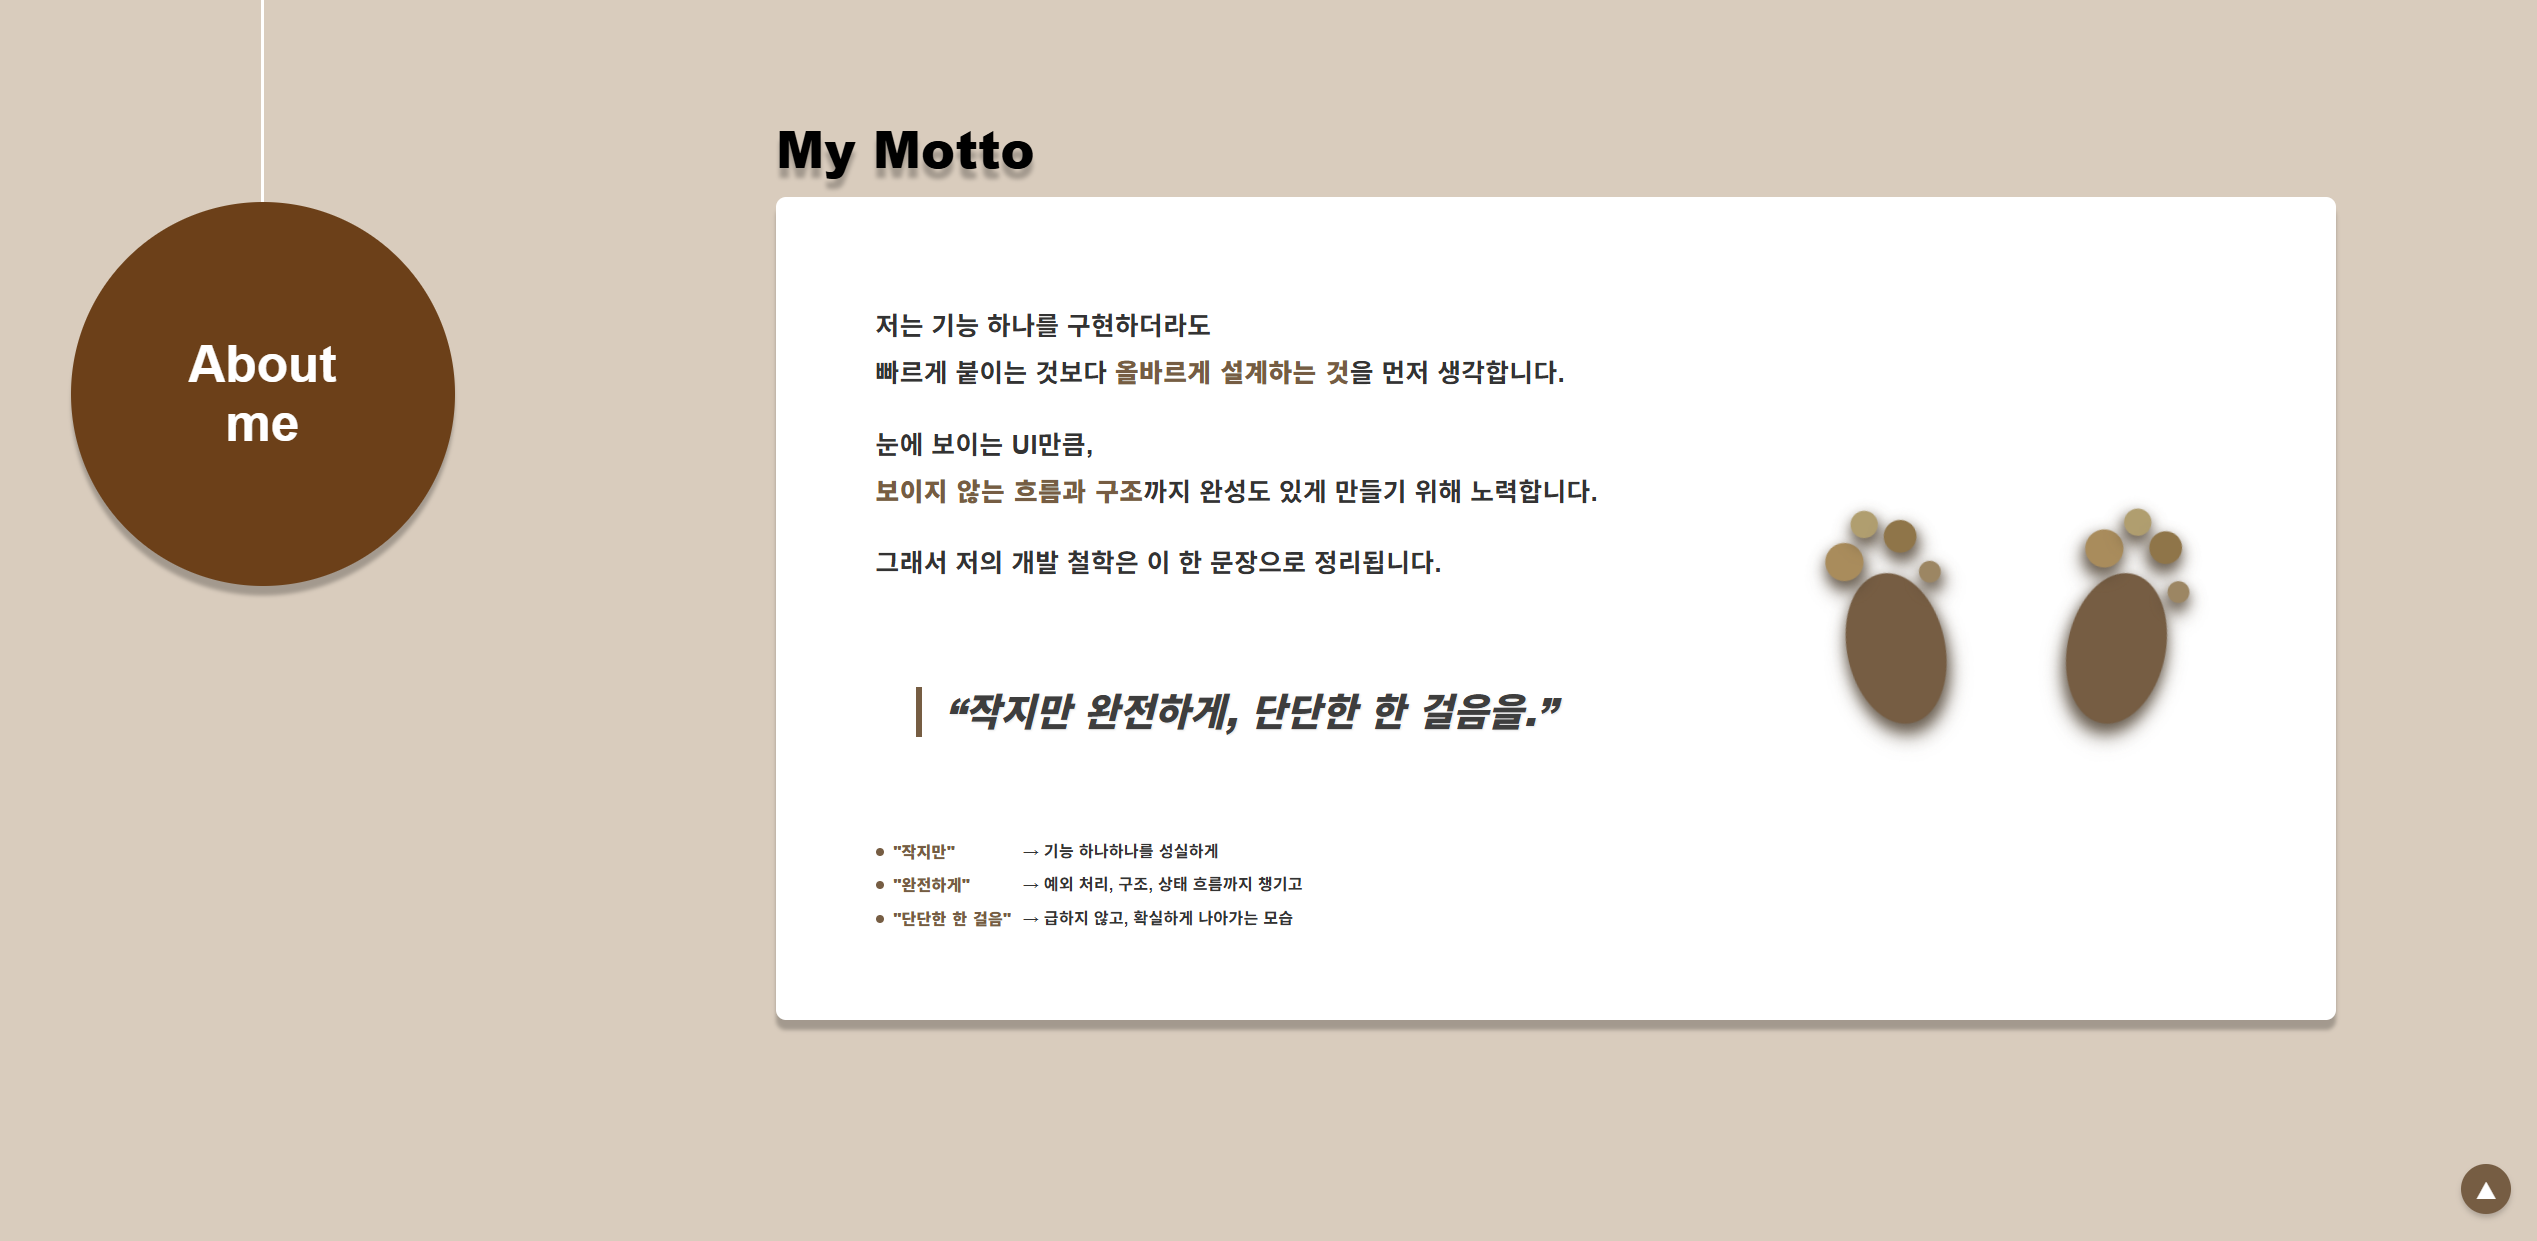 About
me
My Motto
저는 기능 하나를 구현하더라도
빠르게 붙이는 것보다 올바르게 설계하는 것을 먼저 생각합니다.
눈에 보이는 UI만큼,
보이지 않는 흐름과 구조까지 완성도 있게 만들기 위해 노력합니다.
그래서 저의 개발 철학은 이 한 문장으로 정리됩니다.
“작지만 완전하게, 단단한 한 걸음을.”
● "작지만" → 기능 하나하나를 성실하게
● "완전하게" → 예외 처리, 구조, 상태 흐름까지 챙기고
● "단단한 한 걸음" → 급하지 않고, 확실하게 나아가는 모습
▲